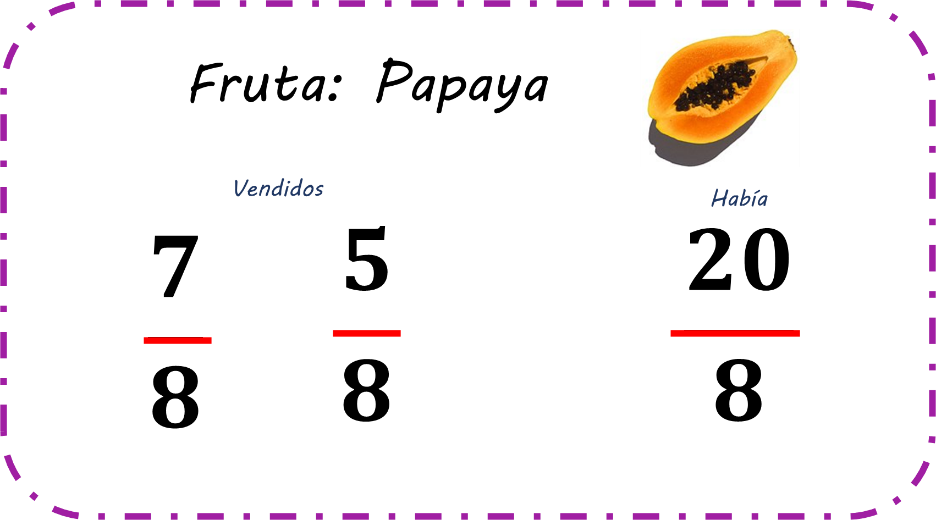 Fruta: Papaya
Vendidos
Había
7/8 5/8 20/8